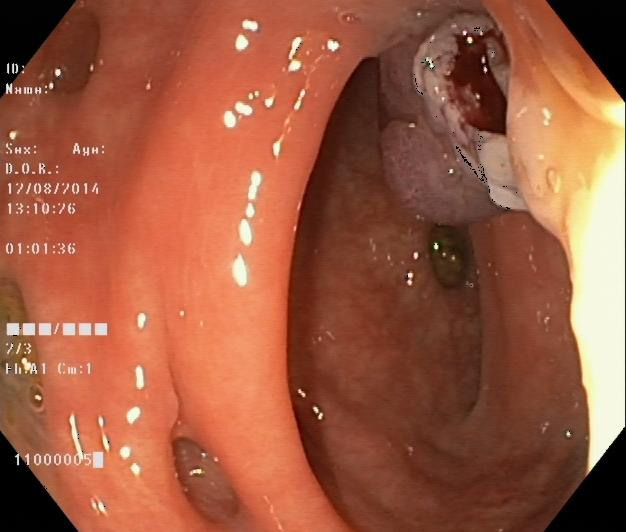 ID:
Name:
Sex: Age:
D.O.R.:
12/08/2014
13:10:26
01:01:36
■■■/■■■
2/3
Eh:A1 Cm:1
11000005